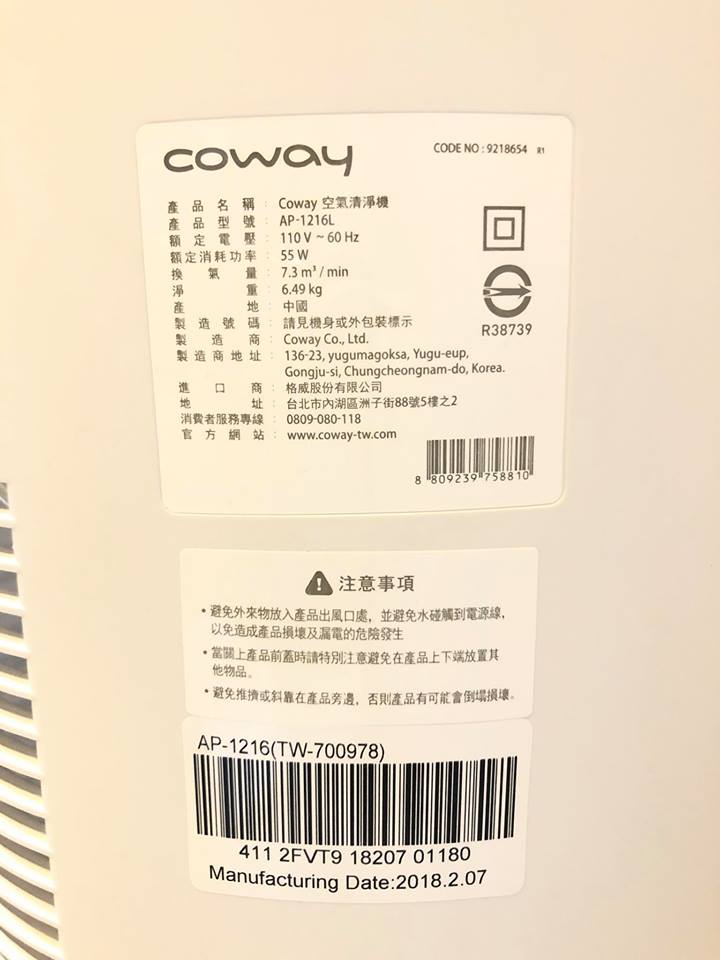 coway
CODE NO : 9218654 R1
產品名稱 : Coway 空氣清淨機
產品型號 : AP-1216L
額定電壓 : 110 V ~ 60 Hz
額定消耗功率 : 55 W
換氣量 : 7.3 m³ / min
淨重 : 6.49 kg
產地 : 中國
製造號碼 : 請見機身或外包裝標示
製造商 : Coway Co., Ltd.
製造商地址 : 136-23, yugumagoksa, Yugu-eup,
Gongju-si, Chungcheongnam-do, Korea.
進口商 : 格威股份有限公司
地址 : 台北市內湖區洲子街88號5樓之2
消費者服務專線 : 0809-080-118
官方網站 : www.coway-tw.com
R38739
8 809239 758810
注意事項
• 避免外來物放入產品出風口處，並避免水碰觸到電源線，
以免造成產品損壞及漏電的危險發生
• 當關上產品前蓋時請特別注意避免在產品上下端放置其
他物品。
• 避免推擠或斜靠在產品旁邊，否則產品有可能會倒塌損壞。
AP-1216(TW-700978)
411 2FVT9 18207 01180
Manufacturing Date:2018.2.07